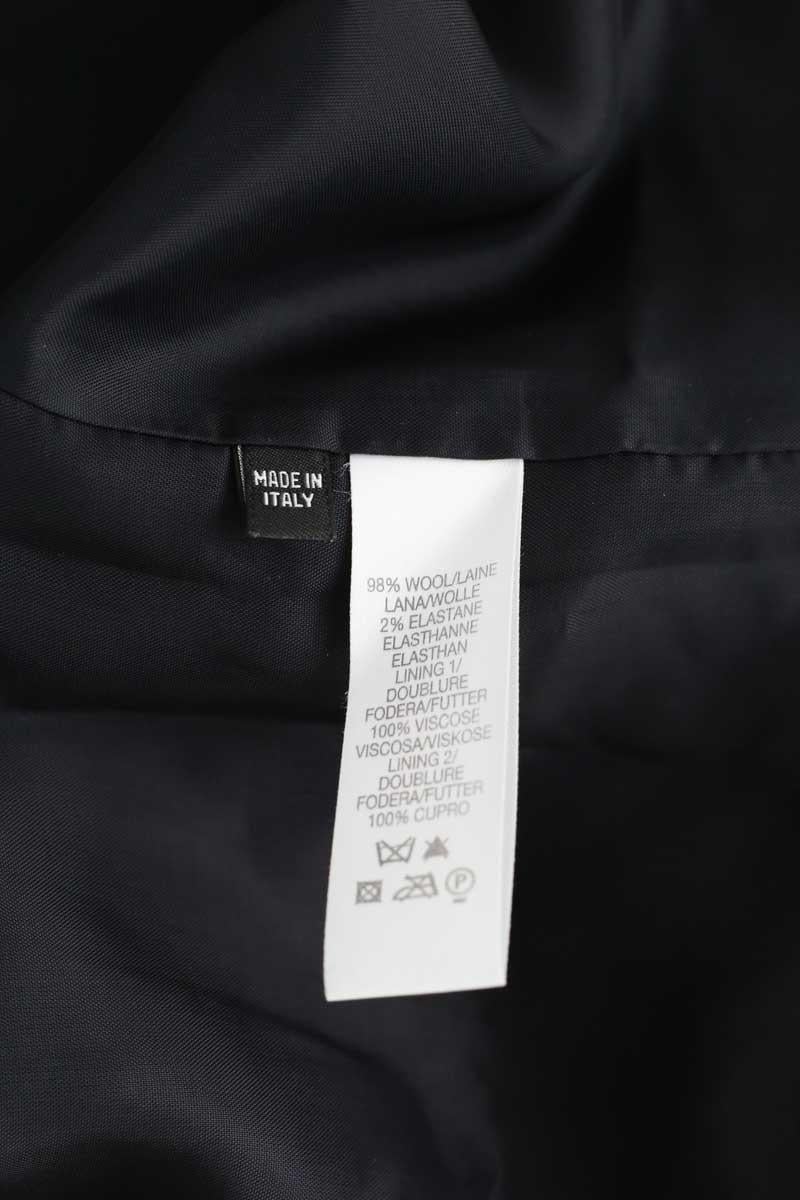 MADE IN
ITALY
98% WOOL/LAINE
LANA/WOLLE
2% ELASTANE
ELASTHANNE
ELASTHAN
LINING 1/
DOUBLURE
FODERA/FUTTER
100% VISCOSE
VISCOSA/VISKOSE
LINING 2/
DOUBLURE
FODERA/FUTTER
100% CUPRO
P